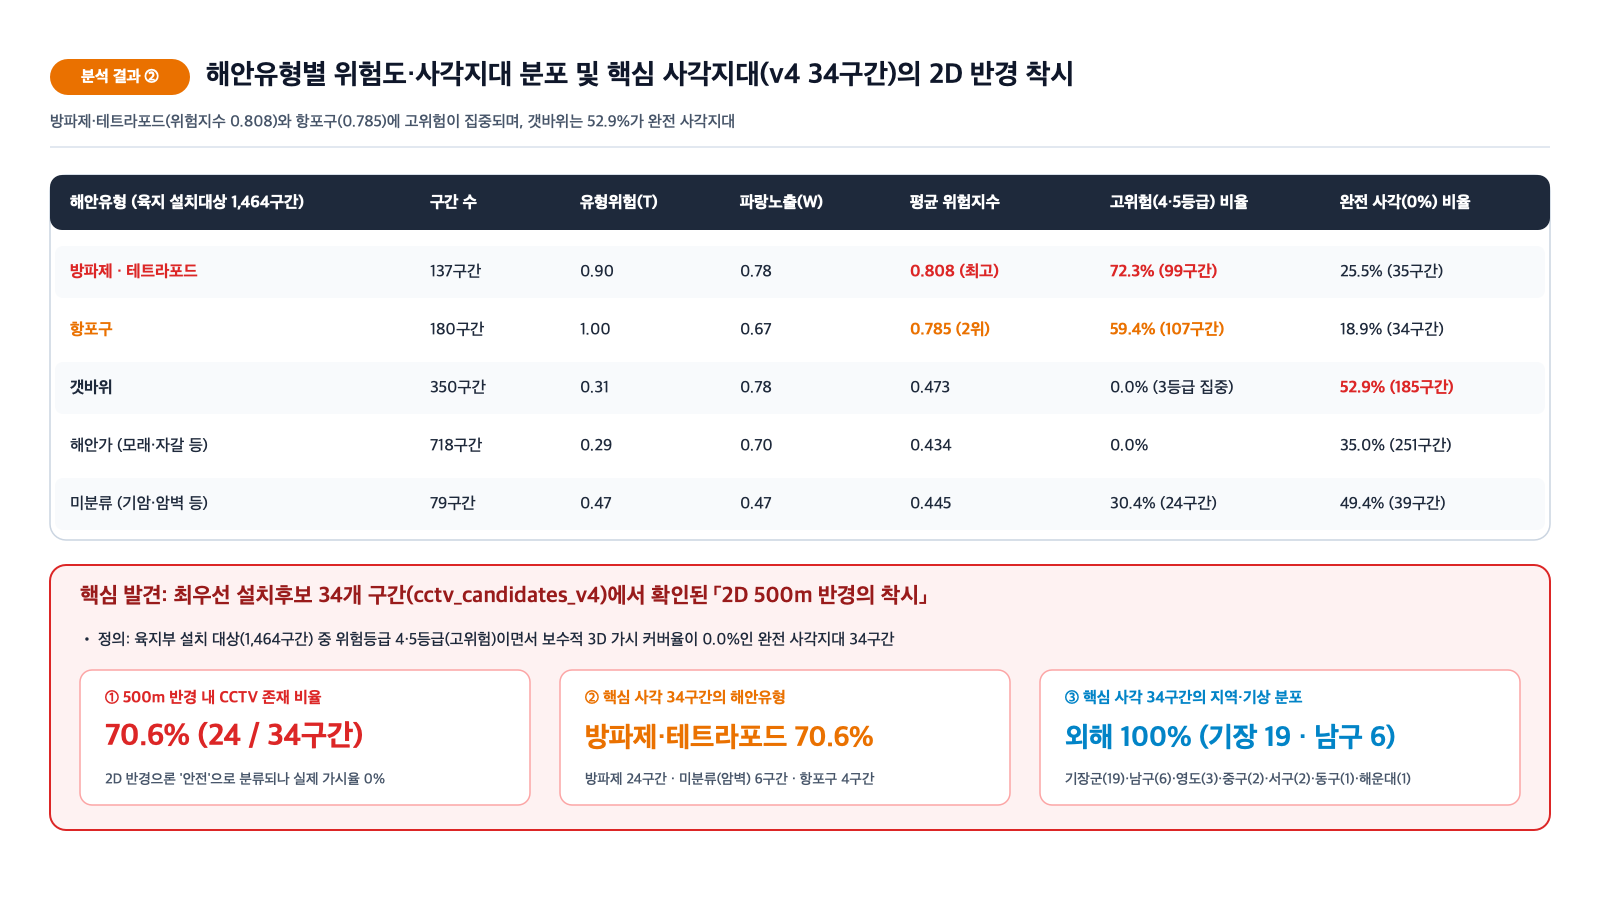 분석 결과 ②
해안유형별 위험도·사각지대 분포 및 핵심 사각지대(v4 34구간)의 2D 반경 착시
방파제·테트라포드(위험지수 0.808)와 항포구(0.785)에 고위험이 집중되며, 갯바위는 52.9%가 완전 사각지대
해안유형 (육지 설치대상 1,464구간) 구간 수 유형위험(T) 파랑노출(W) 평균 위험지수 고위험(4·5등급) 비율 완전 사각(0%) 비율
방파제 · 테트라포드 137구간 0.90 0.78 0.808 (최고) 72.3% (99구간) 25.5% (35구간)
항포구 180구간 1.00 0.67 0.785 (2위) 59.4% (107구간) 18.9% (34구간)
갯바위 350구간 0.31 0.78 0.473 0.0% (3등급 집중) 52.9% (185구간)
해안가 (모래·자갈 등) 718구간 0.29 0.70 0.434 0.0% 35.0% (251구간)
미분류 (기암·암벽 등) 79구간 0.47 0.47 0.445 30.4% (24구간) 49.4% (39구간)
핵심 발견: 최우선 설치후보 34개 구간(cctv_candidates_v4)에서 확인된 「2D 500m 반경의 착시」
• 정의: 육지부 설치 대상(1,464구간) 중 위험등급 4·5등급(고위험)이면서 보수적 3D 가시 커버율이 0.0%인 완전 사각지대 34구간
① 500m 반경 내 CCTV 존재 비율
70.6% (24 / 34구간)
2D 반경으론 '안전'으로 분류되나 실제 가시율 0%
② 핵심 사각 34구간의 해안유형
방파제·테트라포드 70.6%
방파제 24구간 · 미분류(암벽) 6구간 · 항포구 4구간
③ 핵심 사각 34구간의 지역·기상 분포
외해 100% (기장 19 · 남구 6)
기장군(19)·남구(6)·영도(3)·중구(2)·서구(2)·동구(1)·해운대(1)